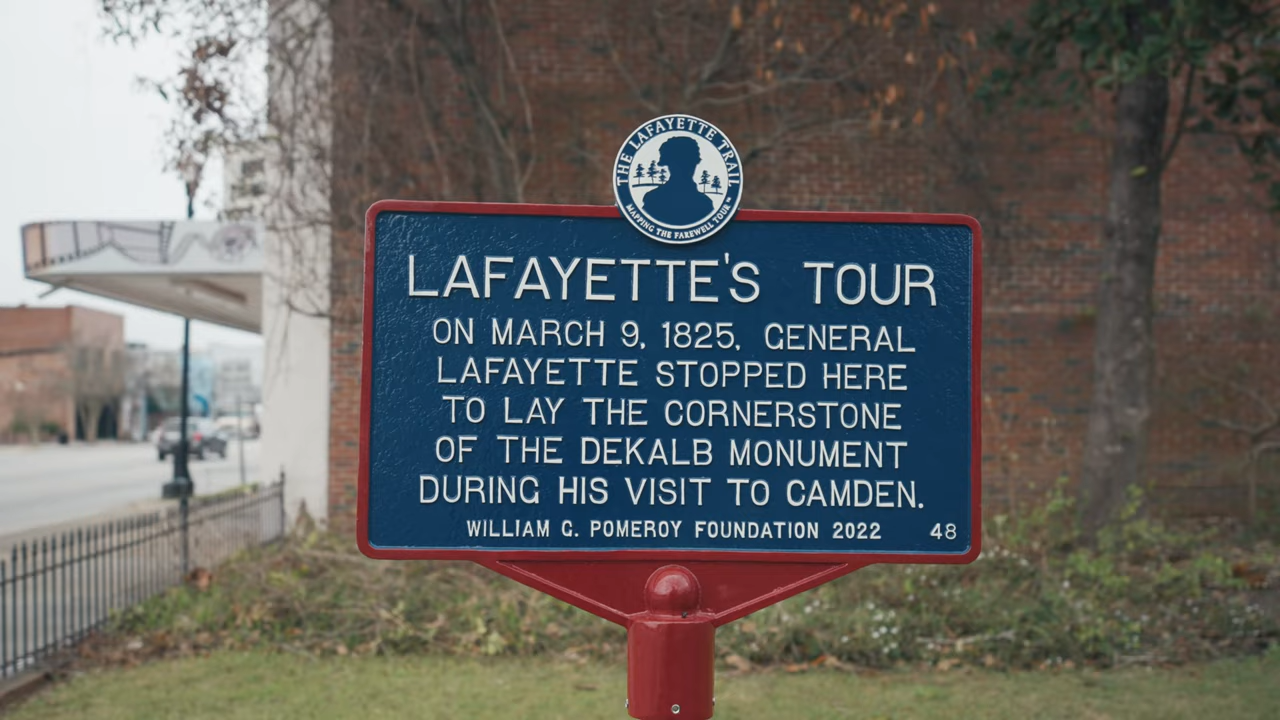 THE LAFAYETTE TRAIL
MAPPING THE FAREWELL TOUR
LAFAYETTE'S TOUR
ON MARCH 9, 1825, GENERAL
LAFAYETTE STOPPED HERE
TO LAY THE CORNERSTONE
OF THE DEKALB MONUMENT
DURING HIS VISIT TO CAMDEN.
WILLIAM G. POMEROY FOUNDATION 2022 48